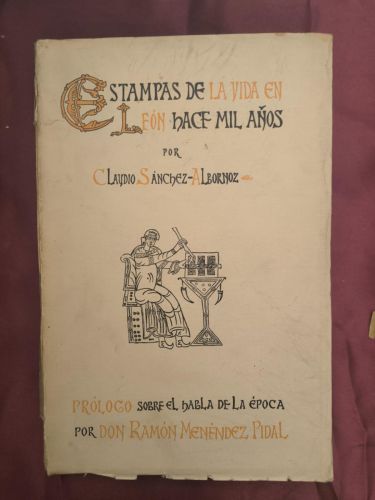 ESTAMPAS DE LA VIDA EN
LEÓN HACE MIL AÑOS
POR
CLAUDIO SÁNCHEZ-ALBORNOZ
PRÓLOGO SOBRE EL HABLA DE LA ÉPOCA
POR DON RAMÓN MENÉNDEZ PIDAL